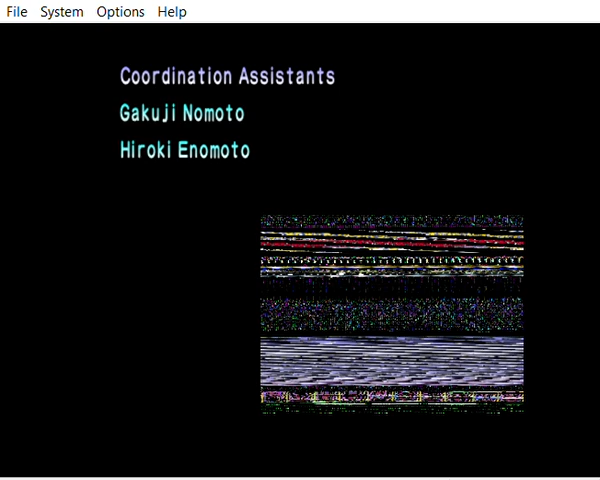 File System Options Help
Coordination Assistants
Gakuji Nomoto
Hiroki Enomoto